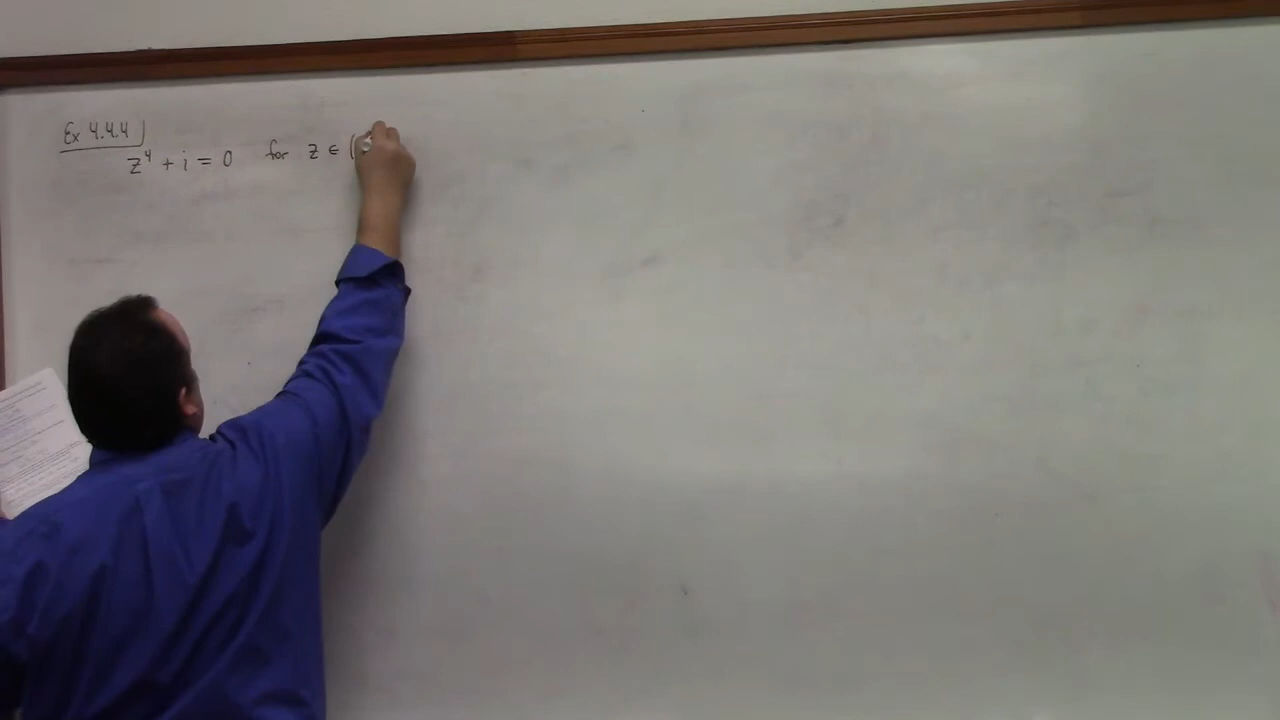 Ex 4.4.4
z⁴ + i = 0 for z ∈